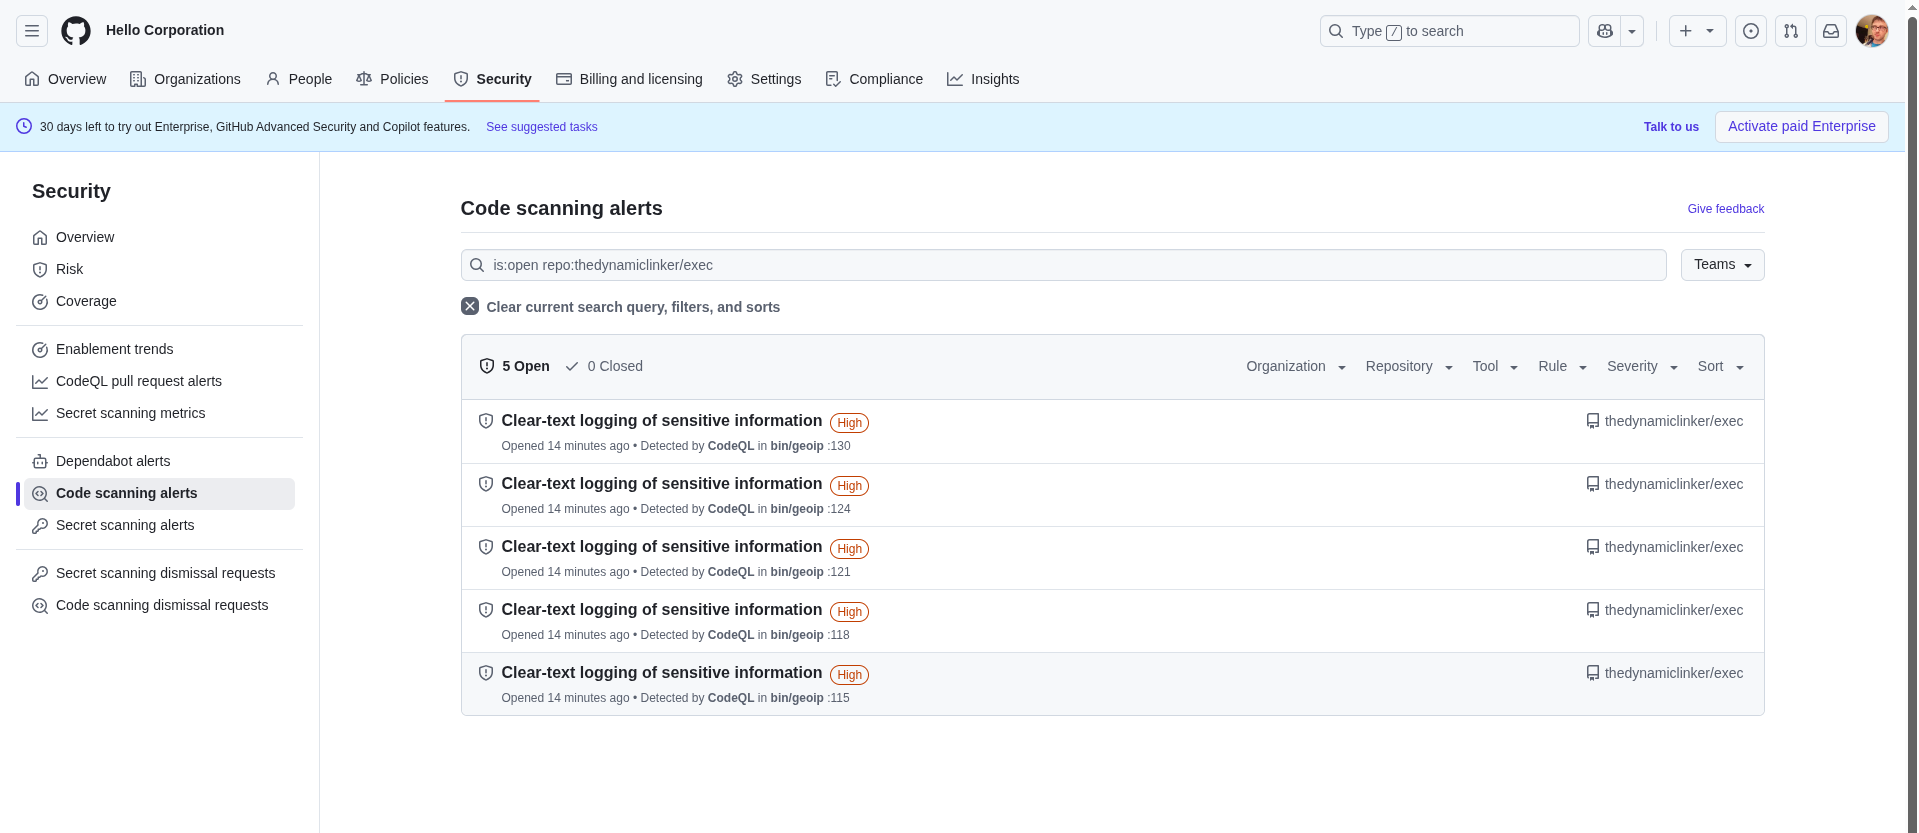 Hello Corporation
Type / to search
Overview Organizations People Policies Security Billing and licensing Settings Compliance Insights
30 days left to try out Enterprise, GitHub Advanced Security and Copilot features. See suggested tasks Talk to us Activate paid Enterprise
Security
Overview
Risk
Coverage
Enablement trends
CodeQL pull request alerts
Secret scanning metrics
Dependabot alerts
Code scanning alerts
Secret scanning alerts
Secret scanning dismissal requests
Code scanning dismissal requests
Code scanning alerts Give feedback
is:open repo:thedynamiclinker/exec Teams
Clear current search query, filters, and sorts
5 Open 0 Closed Organization Repository Tool Rule Severity Sort
Clear-text logging of sensitive information High thedynamiclinker/exec
Opened 14 minutes ago • Detected by CodeQL in bin/geoip :130
Clear-text logging of sensitive information High thedynamiclinker/exec
Opened 14 minutes ago • Detected by CodeQL in bin/geoip :124
Clear-text logging of sensitive information High thedynamiclinker/exec
Opened 14 minutes ago • Detected by CodeQL in bin/geoip :121
Clear-text logging of sensitive information High thedynamiclinker/exec
Opened 14 minutes ago • Detected by CodeQL in bin/geoip :118
Clear-text logging of sensitive information High thedynamiclinker/exec
Opened 14 minutes ago • Detected by CodeQL in bin/geoip :115